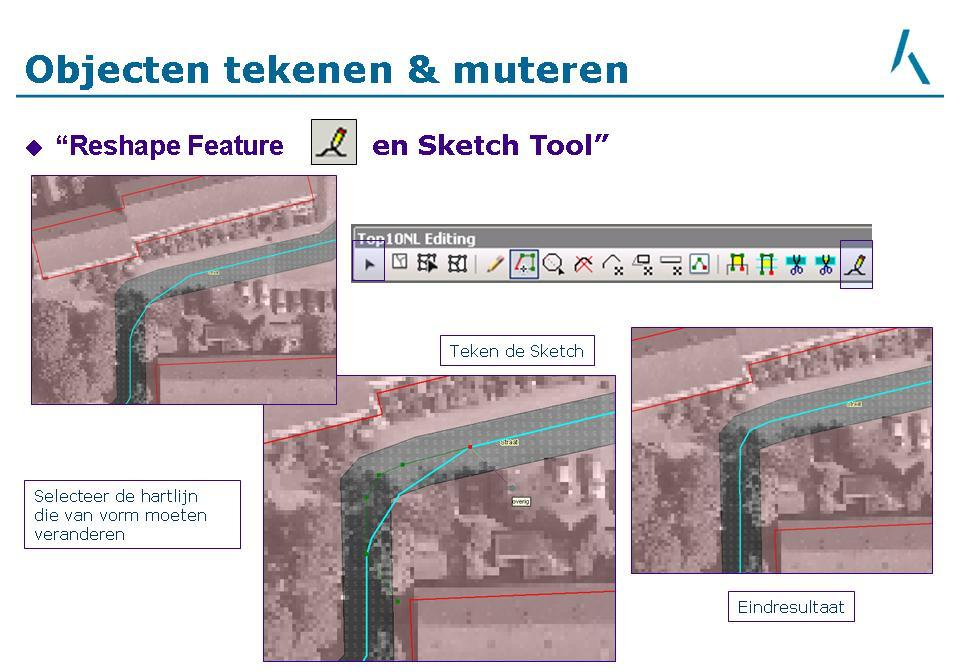 Objecten tekenen & muteren
“Reshape Feature en Sketch Tool”
Top10NL Editing
Teken de Sketch
straat
overig
straat
Selecteer de hartlijn
die van vorm moeten
veranderen
Eindresultaat